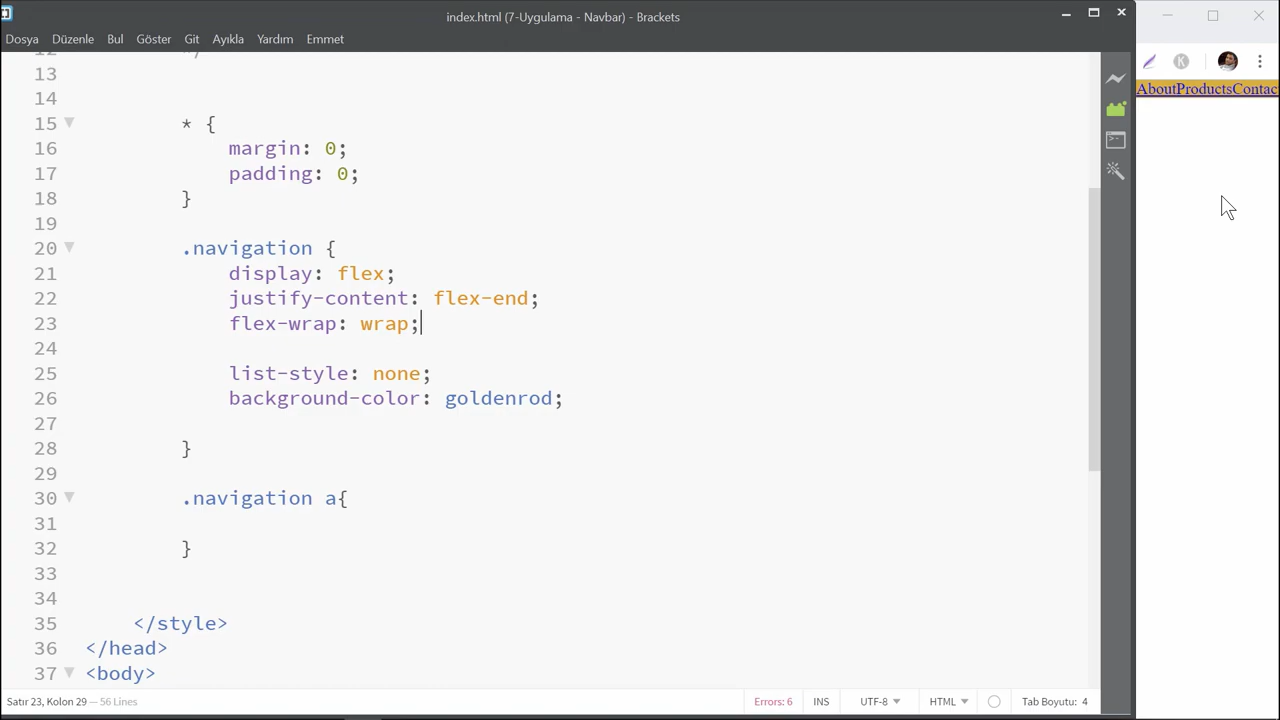 index.html (7-Uygulama - Navbar) - Brackets
Dosya Düzenle Bul Göster Git Ayıkla Yardım Emmet
12 */
13
14
15 * {
16 margin: 0;
17 padding: 0;
18 }
19
20 .navigation {
21 display: flex;
22 justify-content: flex-end;
23 flex-wrap: wrap;
24
25 list-style: none;
26 background-color: goldenrod;
27
28 }
29
30 .navigation a{
31
32 }
33
34
35 </style>
36 </head>
37 <body>
Satır 23, Kolon 29 — 56 Lines
Errors: 6 INS UTF-8 HTML Tab Boyutu: 4
K
AboutProductsContac